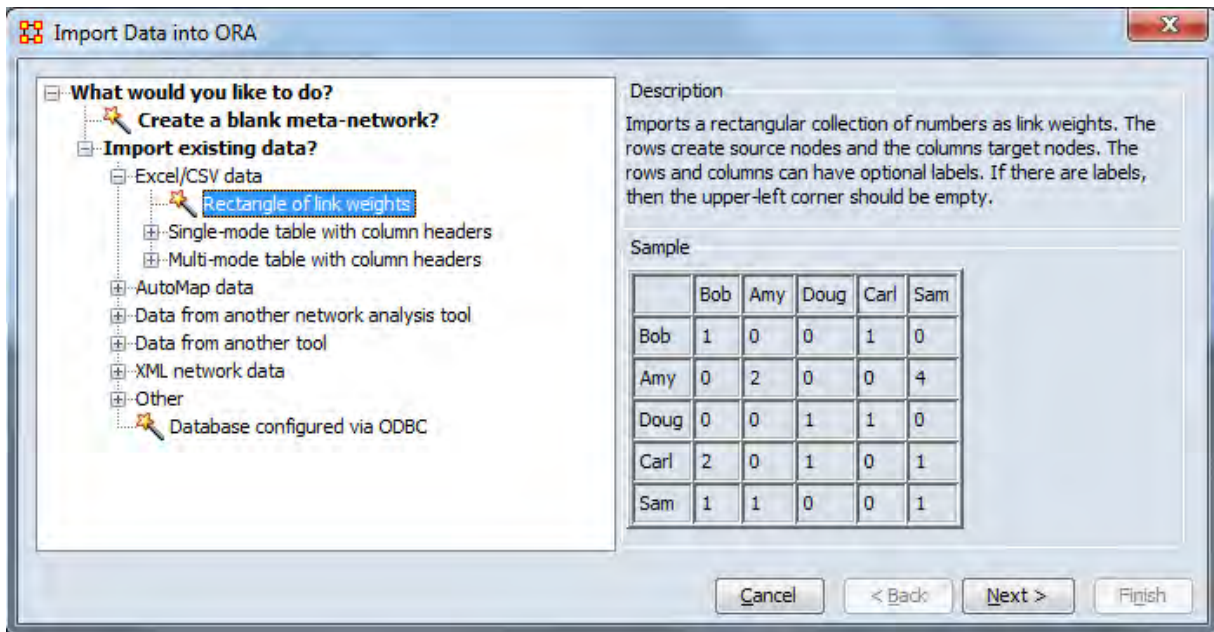 Import Data into ORA
What would you like to do?
Create a blank meta-network?
Import existing data?
Excel/CSV data
Rectangle of link weights
Single-mode table with column headers
Multi-mode table with column headers
AutoMap data
Data from another network analysis tool
Data from another tool
XML network data
Other
Database configured via ODBC
Description
Imports a rectangular collection of numbers as link weights. The
rows create source nodes and the columns target nodes. The
rows and columns can have optional labels. If there are labels,
then the upper-left corner should be empty.
Sample
Bob Amy Doug Carl Sam
Bob 1 0 0 1 0
Amy 0 2 0 0 4
Doug 0 0 1 1 0
Carl 2 0 1 0 1
Sam 1 1 0 0 1
Cancel < Back Next > Finish